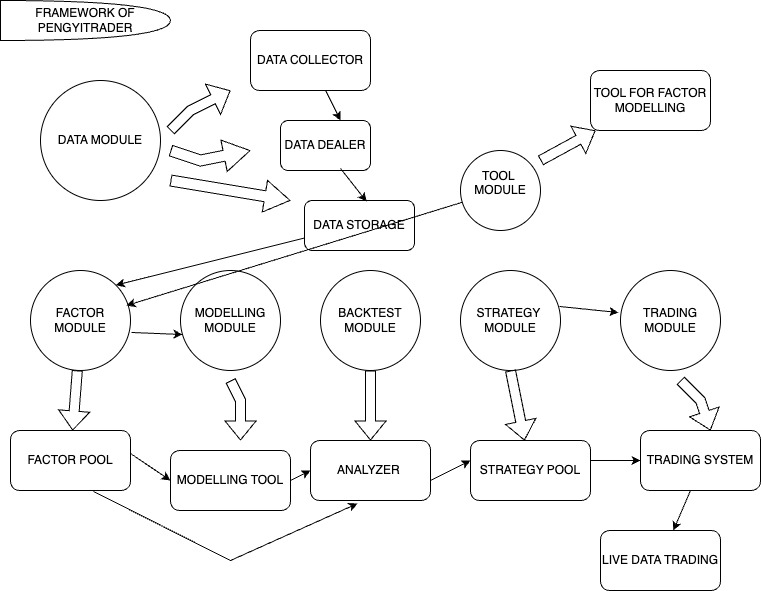 FRAMEWORK OF
PENGYITRADER
DATA COLLECTOR
DATA MODULE
DATA DEALER
TOOL FOR FACTOR
MODELLING
TOOL
MODULE
DATA STORAGE
FACTOR
MODULE
MODELLING
MODULE
BACKTEST
MODULE
STRATEGY
MODULE
TRADING
MODULE
FACTOR POOL
MODELLING TOOL
ANALYZER
STRATEGY POOL
TRADING SYSTEM
LIVE DATA TRADING